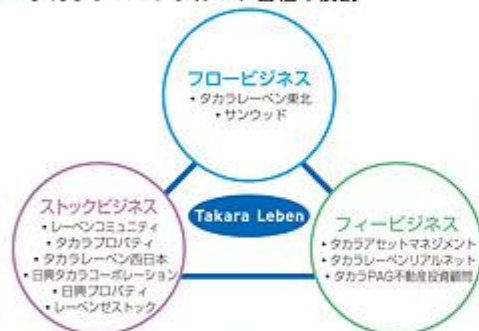 フロービジネス
• タカラレーベン東北
• サンウッド
ストックビジネス
• レーベンコミュニティ
• タカラプロパティ
• タカラレーベン西日本
• 日興タカラコーポレーション
• 日興プロパティ
• レーベンゼストック
Takara Leben
フィービジネス
• タカラアセットマネジメント
• タカラレーベンリアルネット
• タカラPAG不動産投資顧問